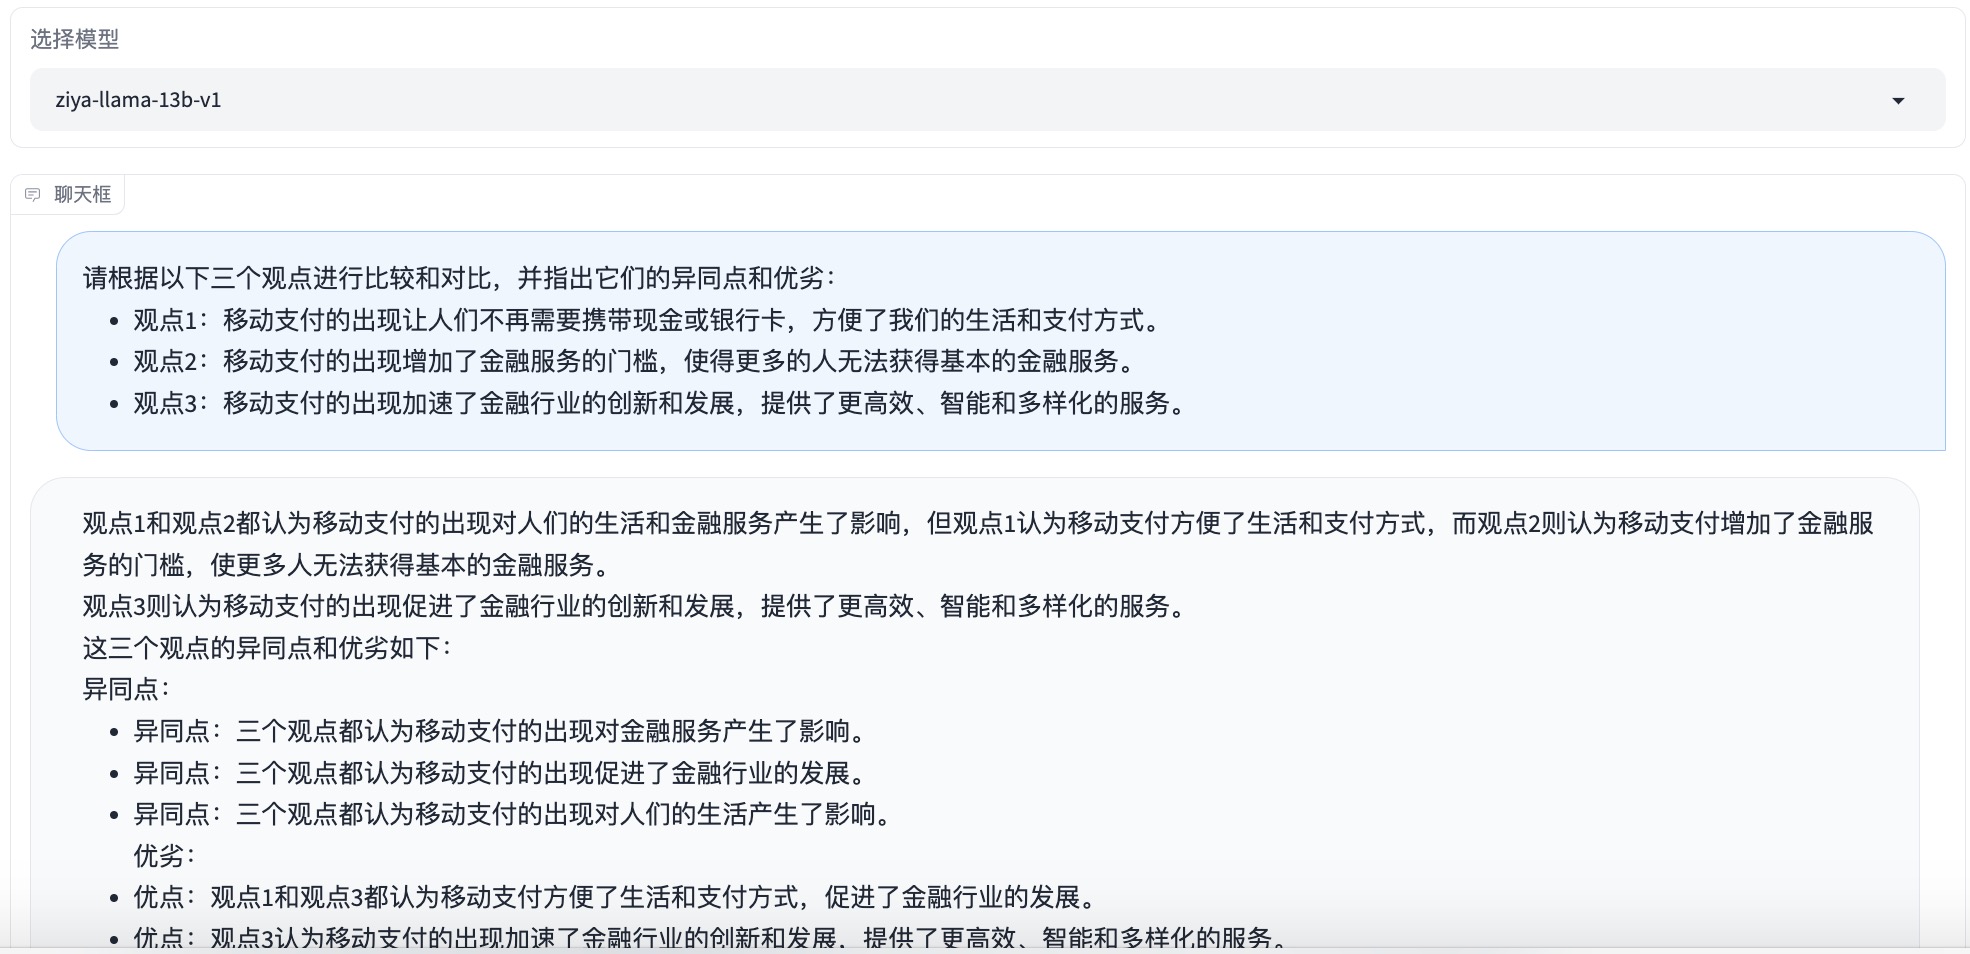 选择模型
ziya-llama-13b-v1
聊天框
请根据以下三个观点进行比较和对比，并指出它们的异同点和优劣：
• 观点1：移动支付的出现让人们不再需要携带现金或银行卡，方便了我们的生活和支付方式。
• 观点2：移动支付的出现增加了金融服务的门槛，使得更多的人无法获得基本的金融服务。
• 观点3：移动支付的出现加速了金融行业的创新和发展，提供了更高效、智能和多样化的服务。
观点1和观点2都认为移动支付的出现对人们的生活和金融服务产生了影响，但观点1认为移动支付方便了生活和支付方式，而观点2则认为移动支付增加了金融服
务的门槛，使更多人无法获得基本的金融服务。
观点3则认为移动支付的出现促进了金融行业的创新和发展，提供了更高效、智能和多样化的服务。
这三个观点的异同点和优劣如下：
异同点：
• 异同点：三个观点都认为移动支付的出现对金融服务产生了影响。
• 异同点：三个观点都认为移动支付的出现促进了金融行业的发展。
• 异同点：三个观点都认为移动支付的出现对人们的生活产生了影响。
优劣：
• 优点：观点1和观点3都认为移动支付方便了生活和支付方式，促进了金融行业的发展。
• 优点：观点3认为移动支付的出现加速了金融行业的创新和发展，提供了更高效、智能和多样化的服务。